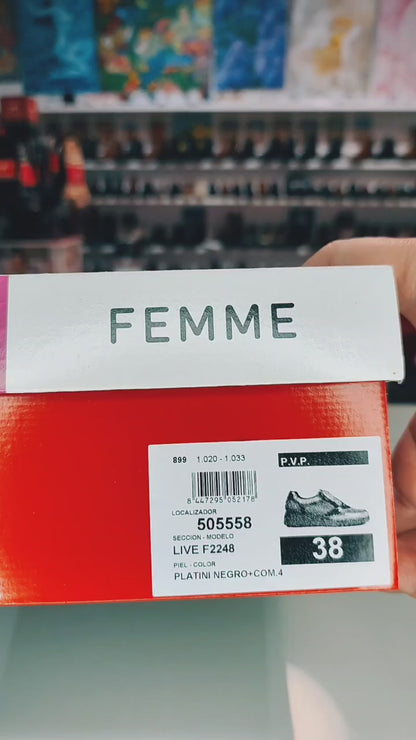 FEMME
899 1.020 - 1.033
P.V.P.
8 447295 052178
LOCALIZADOR
505558
SECCION - MODELO
LIVE F2248
38
PIEL - COLOR
PLATINI NEGRO+COM.4